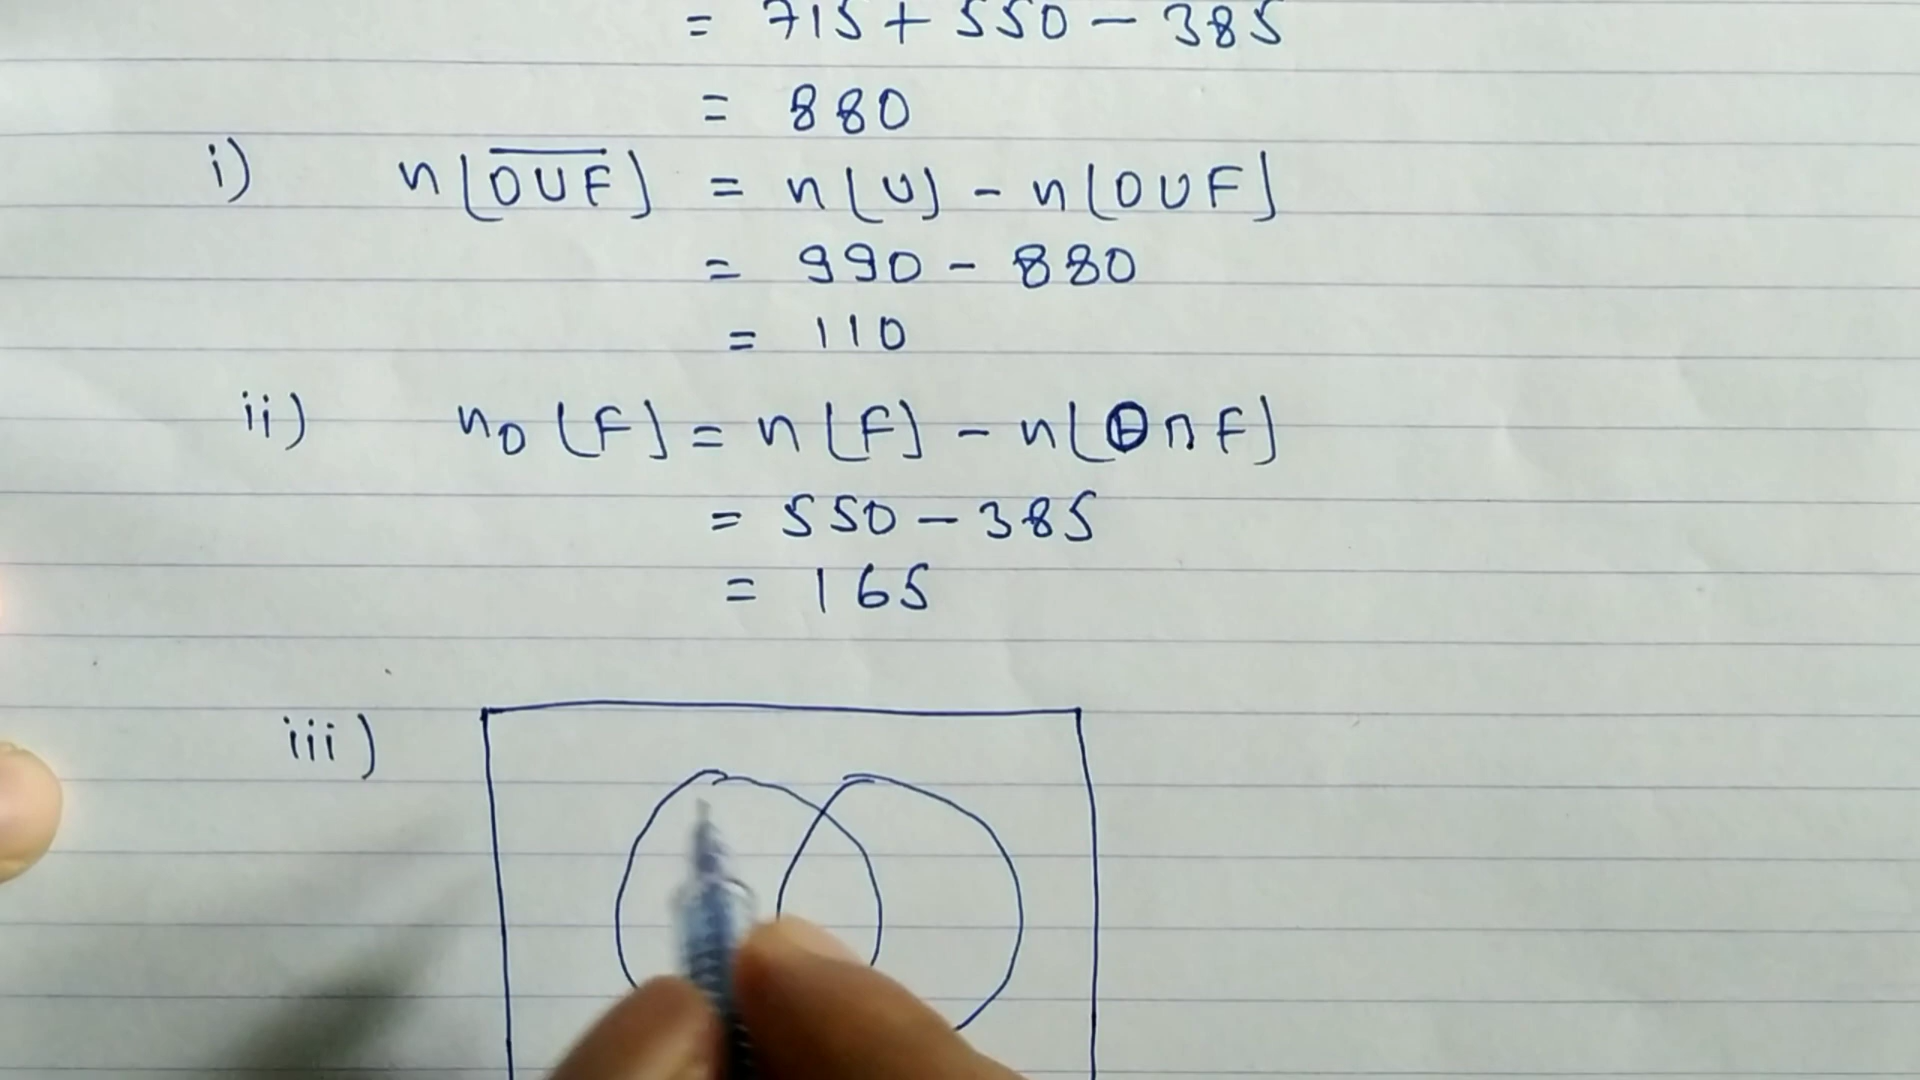 = 715 + 550 - 385
= 880
i) n(O̅U̅F̅) = n(U) - n(OUF)
= 990 - 880
= 110
ii) n₀(F) = n(F) - n(O∩F)
= 550 - 385
= 165
iii)